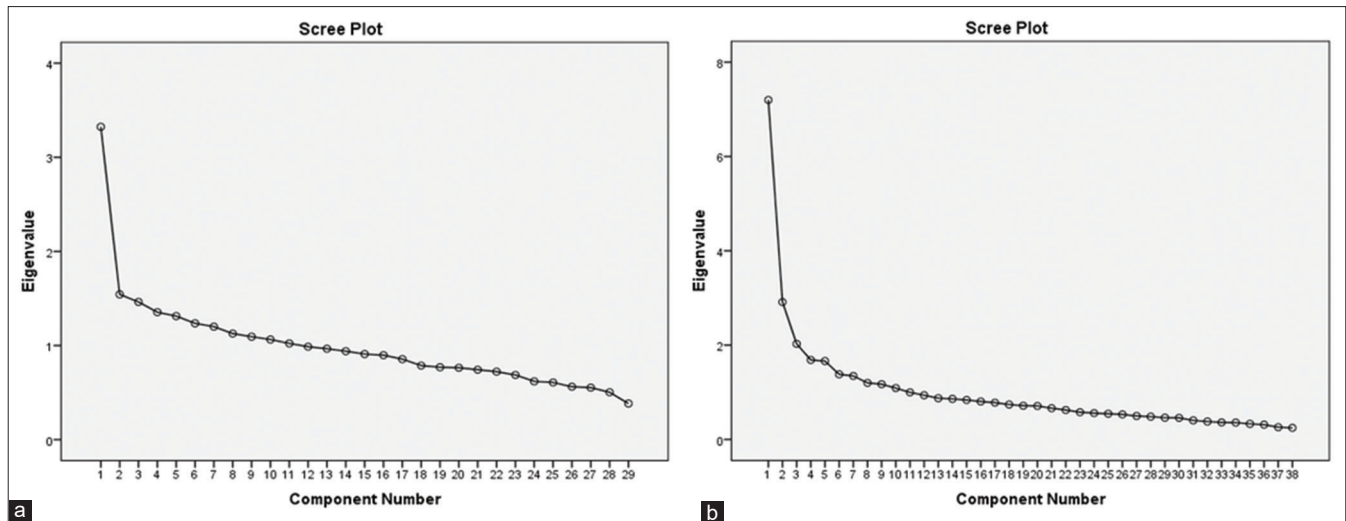 Scree Plot
4
3
2
1
0
Eigenvalue
1 2 3 4 5 6 7 8 9 10 11 12 13 14 15 16 17 18 19 20 21 22 23 24 25 26 27 28 29
Component Number
a
Scree Plot
8
6
4
2
0
Eigenvalue
1 2 3 4 5 6 7 8 9 10 11 12 13 14 15 16 17 18 19 20 21 22 23 24 25 26 27 28 29 30 31 32 33 34 35 36 37 38
Component Number
b